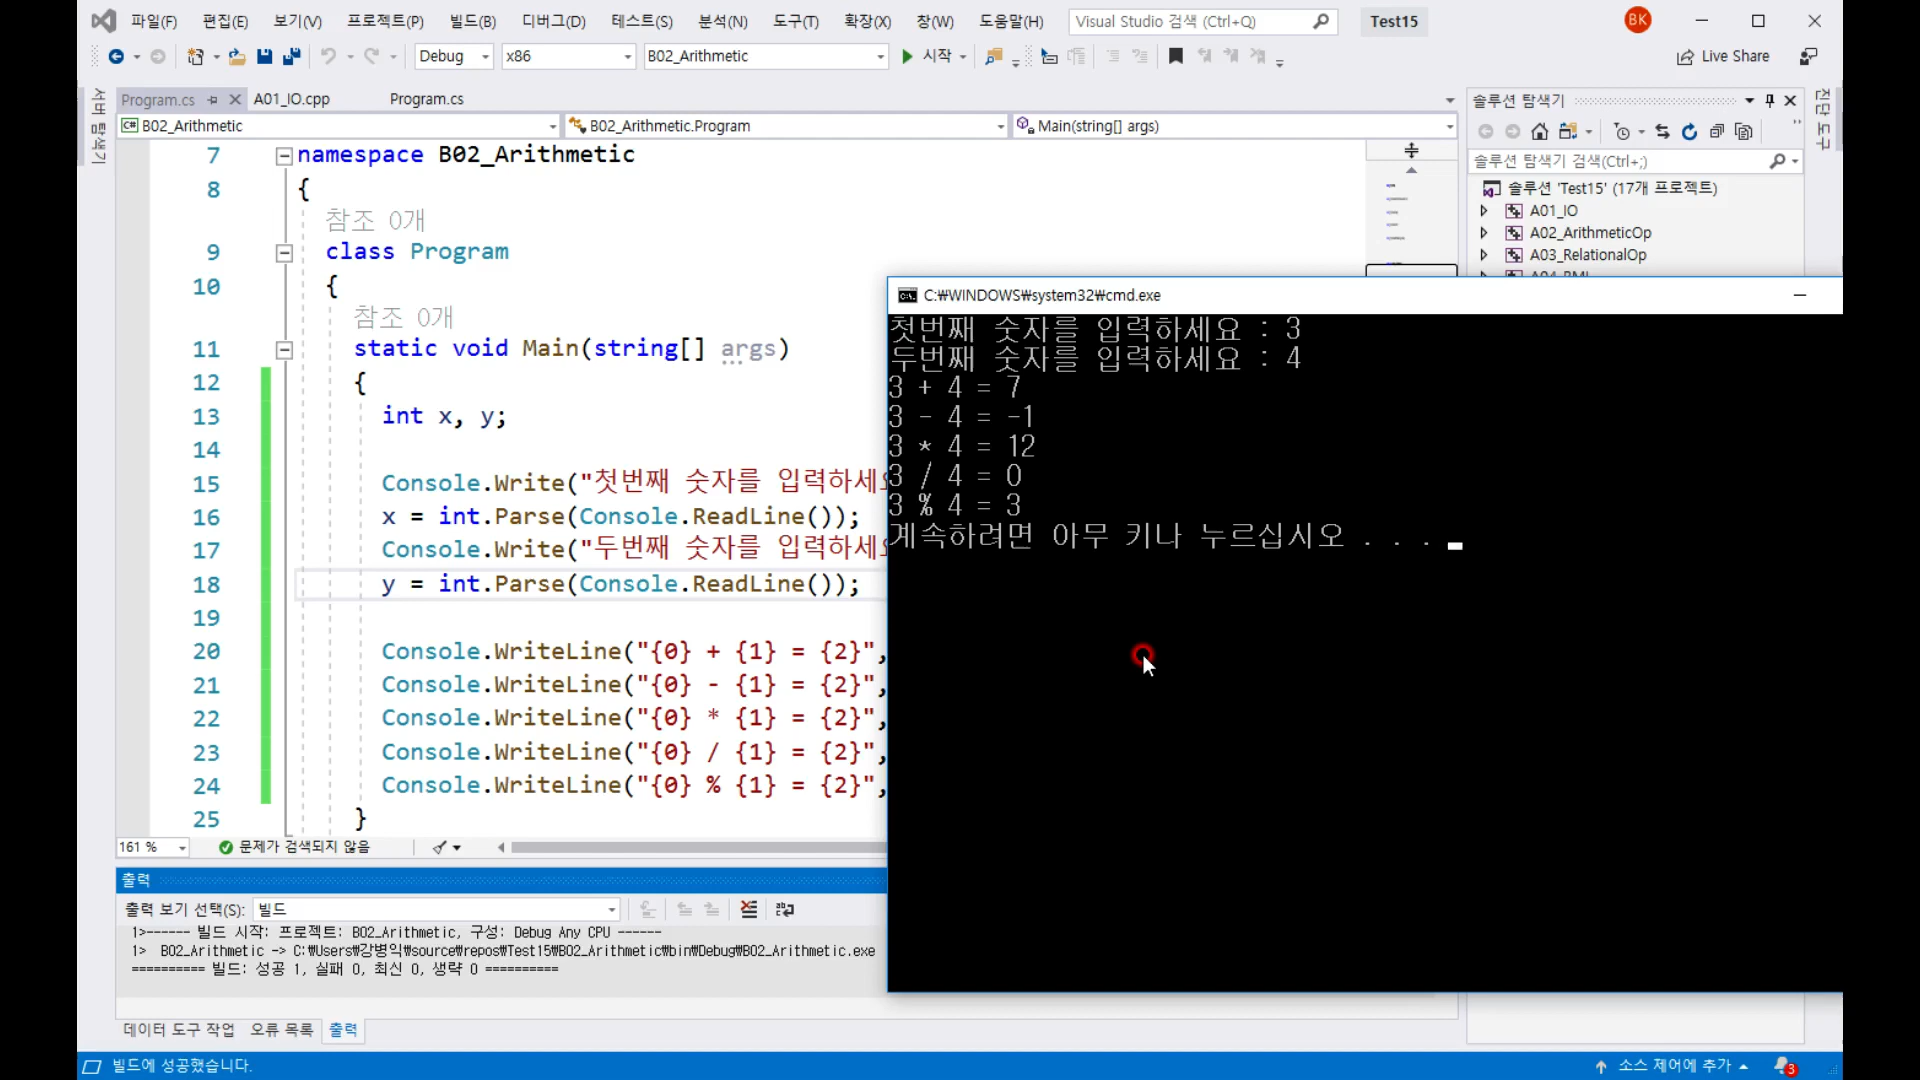 파일(F) 편집(E) 보기(V) 프로젝트(P) 빌드(B) 디버그(D) 테스트(S) 분석(N) 도구(T) 확장(X) 창(W) 도움말(H) Visual Studio 검색 (Ctrl+Q) Test15 BK
Debug x86 B02_Arithmetic 시작 Live Share
서버 탐색기
Program.cs A01_IO.cpp Program.cs
B02_Arithmetic B02_Arithmetic.Program Main(string[] args)
7 namespace B02_Arithmetic
8 {
참조 0개
9 class Program
10 {
참조 0개
11 static void Main(string[] args)
12 {
13 int x, y;
14
15 Console.Write("첫번째 숫자를 입력하세요
16 x = int.Parse(Console.ReadLine());
17 Console.Write("두번째 숫자를 입력하세요
18 y = int.Parse(Console.ReadLine());
19
20 Console.WriteLine("{0} + {1} = {2}",
21 Console.WriteLine("{0} - {1} = {2}",
22 Console.WriteLine("{0} * {1} = {2}",
23 Console.WriteLine("{0} / {1} = {2}",
24 Console.WriteLine("{0} % {1} = {2}",
25 }
161 % 문제가 검색되지 않음
솔루션 탐색기
솔루션 탐색기 검색(Ctrl+;)
솔루션 'Test15' (17개 프로젝트)
A01_IO
A02_ArithmeticOp
A03_RelationalOp
진단 도구
C:\WINDOWS\system32\cmd.exe
첫번째 숫자를 입력하세요 : 3
두번째 숫자를 입력하세요 : 4
3 + 4 = 7
3 - 4 = -1
3 * 4 = 12
3 / 4 = 0
3 % 4 = 3
계속하려면 아무 키나 누르십시오 . . .
출력
출력 보기 선택(S): 빌드
1>------ 빌드 시작: 프로젝트: B02_Arithmetic, 구성: Debug Any CPU ------
1> B02_Arithmetic -> C:\Users\강병익\source\repos\Test15\B02_Arithmetic\bin\Debug\B02_Arithmetic.exe
========== 빌드: 성공 1, 실패 0, 최신 0, 생략 0 ==========
데이터 도구 작업 오류 목록 출력
빌드에 성공했습니다. 소스 제어에 추가 3